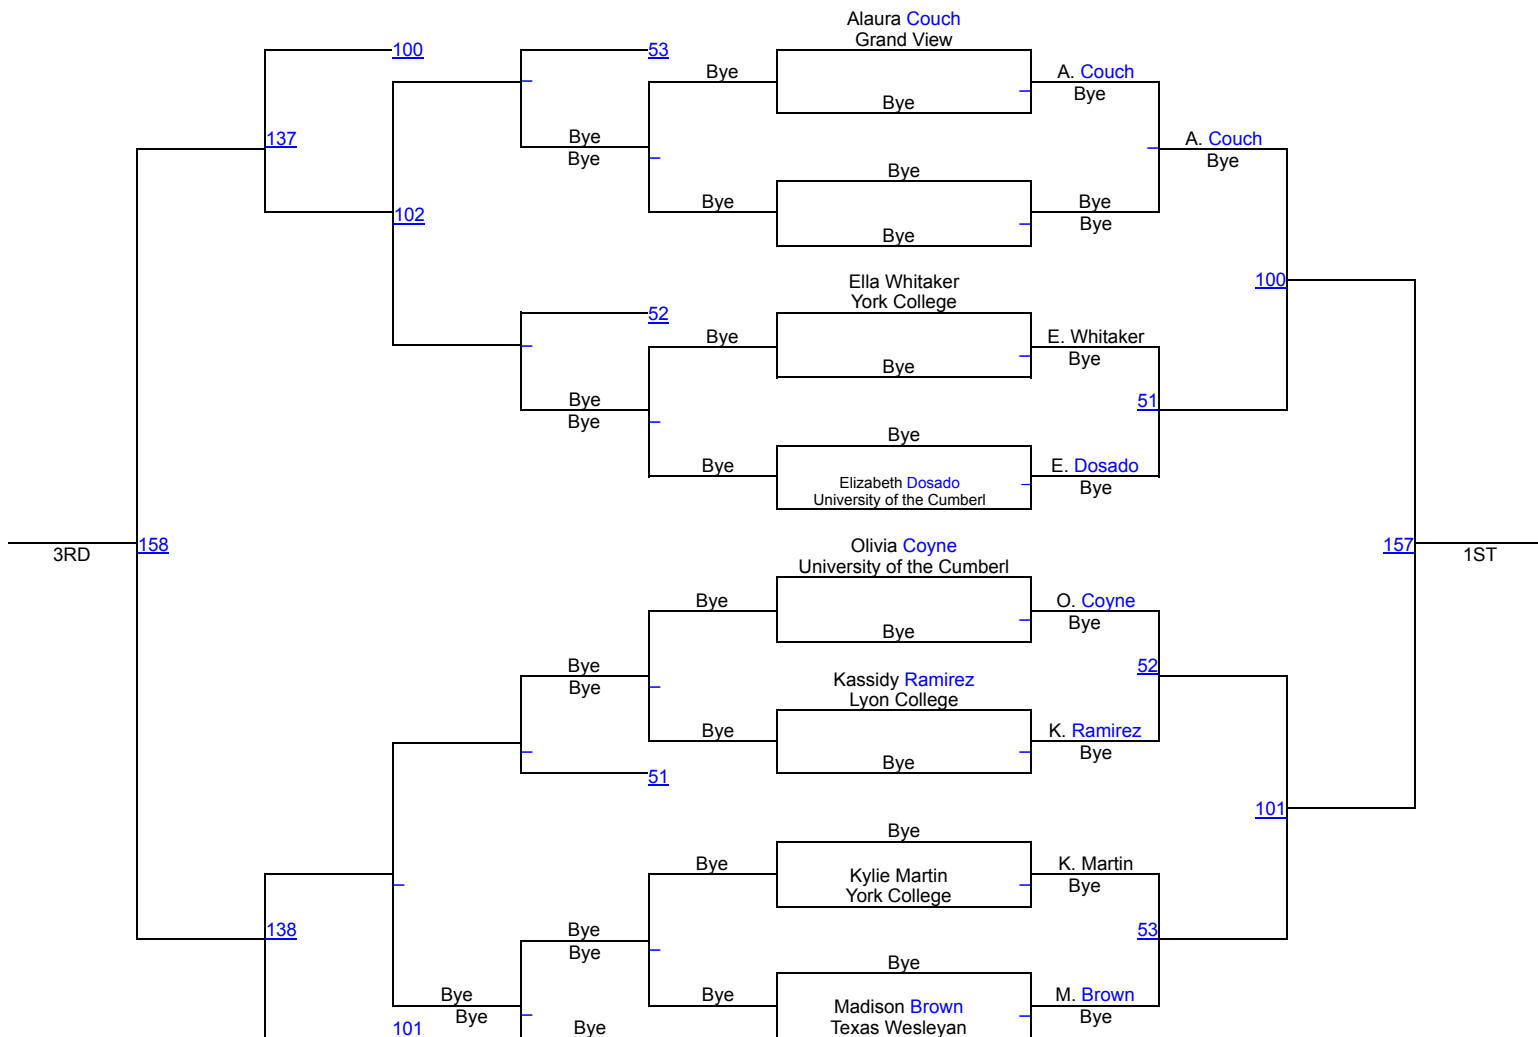 Alaura Couch
Grand View
100
53
Bye
A. Couch
Bye
Bye
137
Bye
Bye
A. Couch
Bye
Bye
Bye
Bye
Bye
102
Bye
Ella Whitaker
York College
100
52
Bye
E. Whitaker
Bye
Bye
Bye
Bye
51
Bye
Bye
E. Dosado
Elizabeth Dosado
University of the Cumberl
Bye
158
3RD
Olivia Coyne
University of the Cumberl
157
1ST
Bye
O. Coyne
Bye
Bye
Bye
Bye
52
Kassidy Ramirez
Lyon College
Bye
K. Ramirez
Bye
Bye
51
101
Bye
Bye
K. Martin
Kylie Martin
York College
Bye
138
Bye
Bye
53
Bye
Bye
M. Brown
Madison Brown
Texas Wesleyan
Bye
Bye
Bye
101
Bye